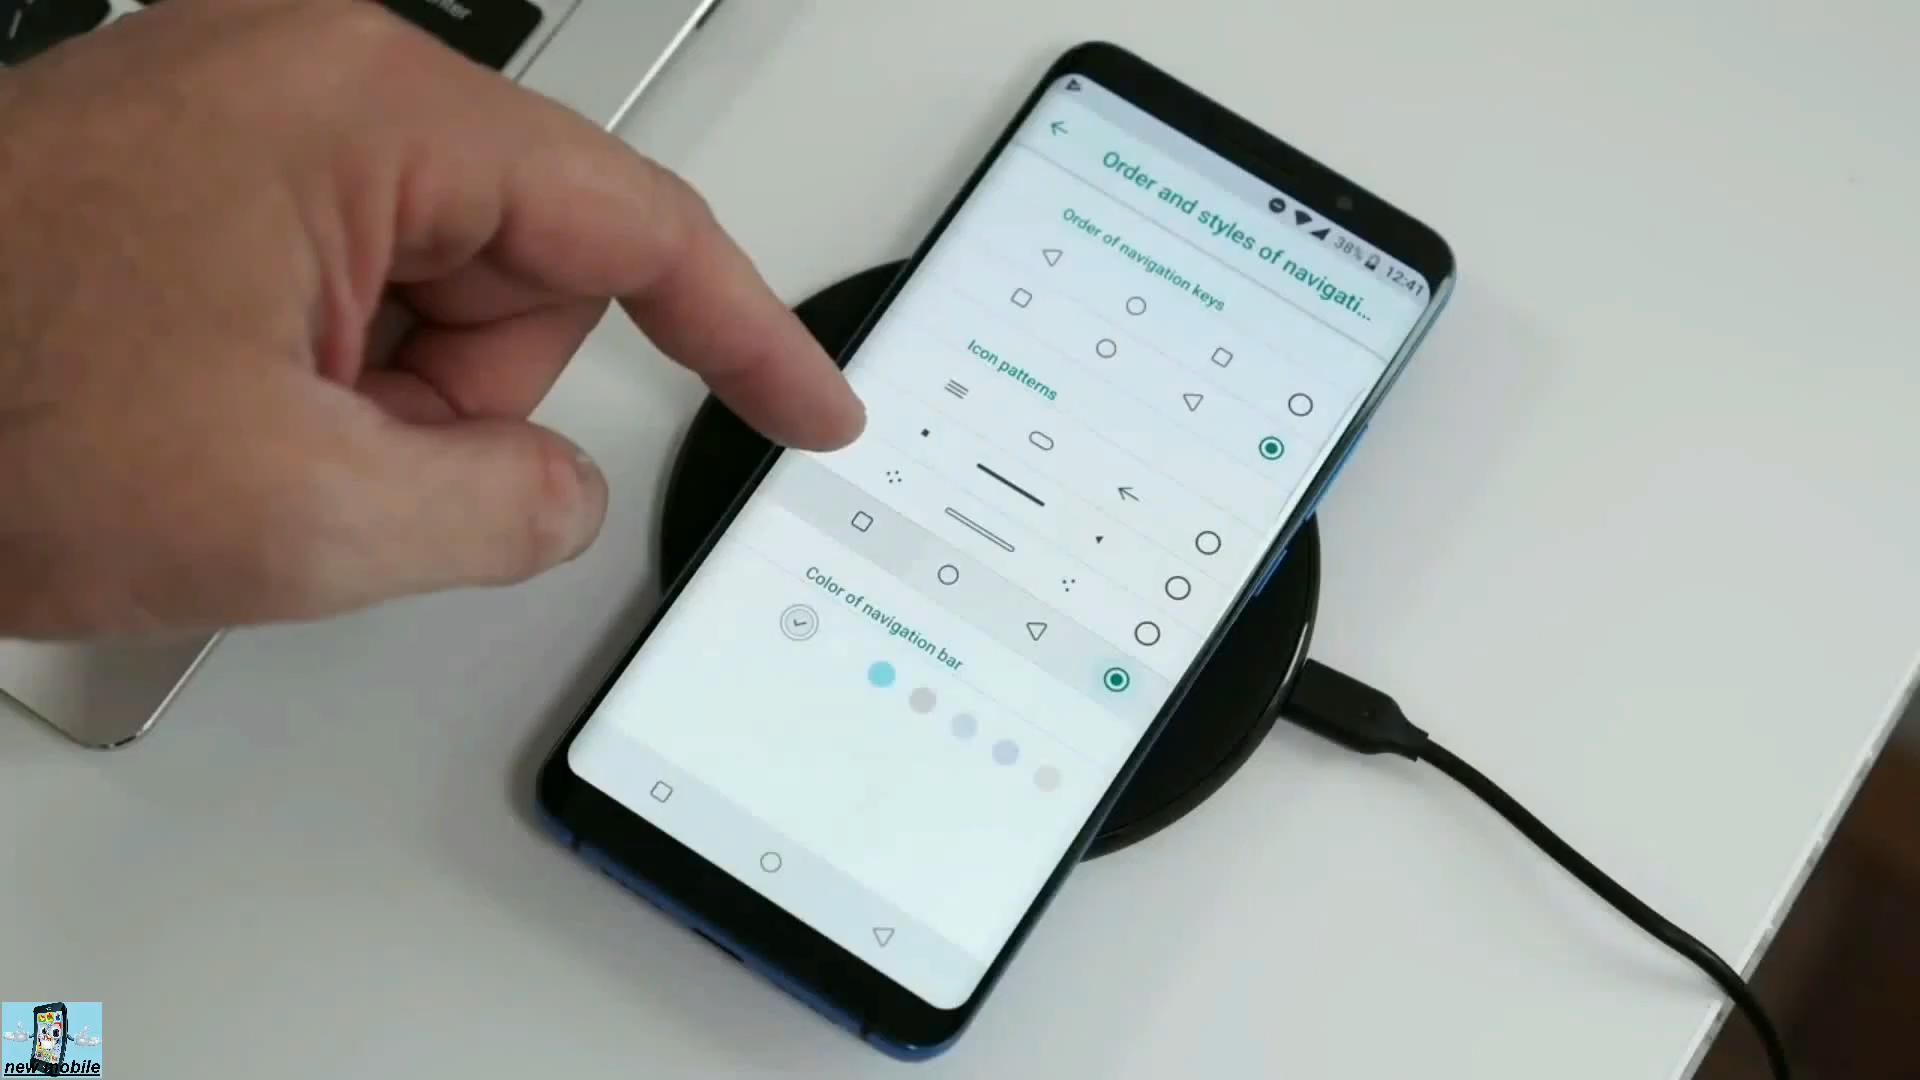 enter
38% 12:41
Order and styles of navigati...
Order of navigation keys
Icon patterns
Color of navigation bar
new mobile